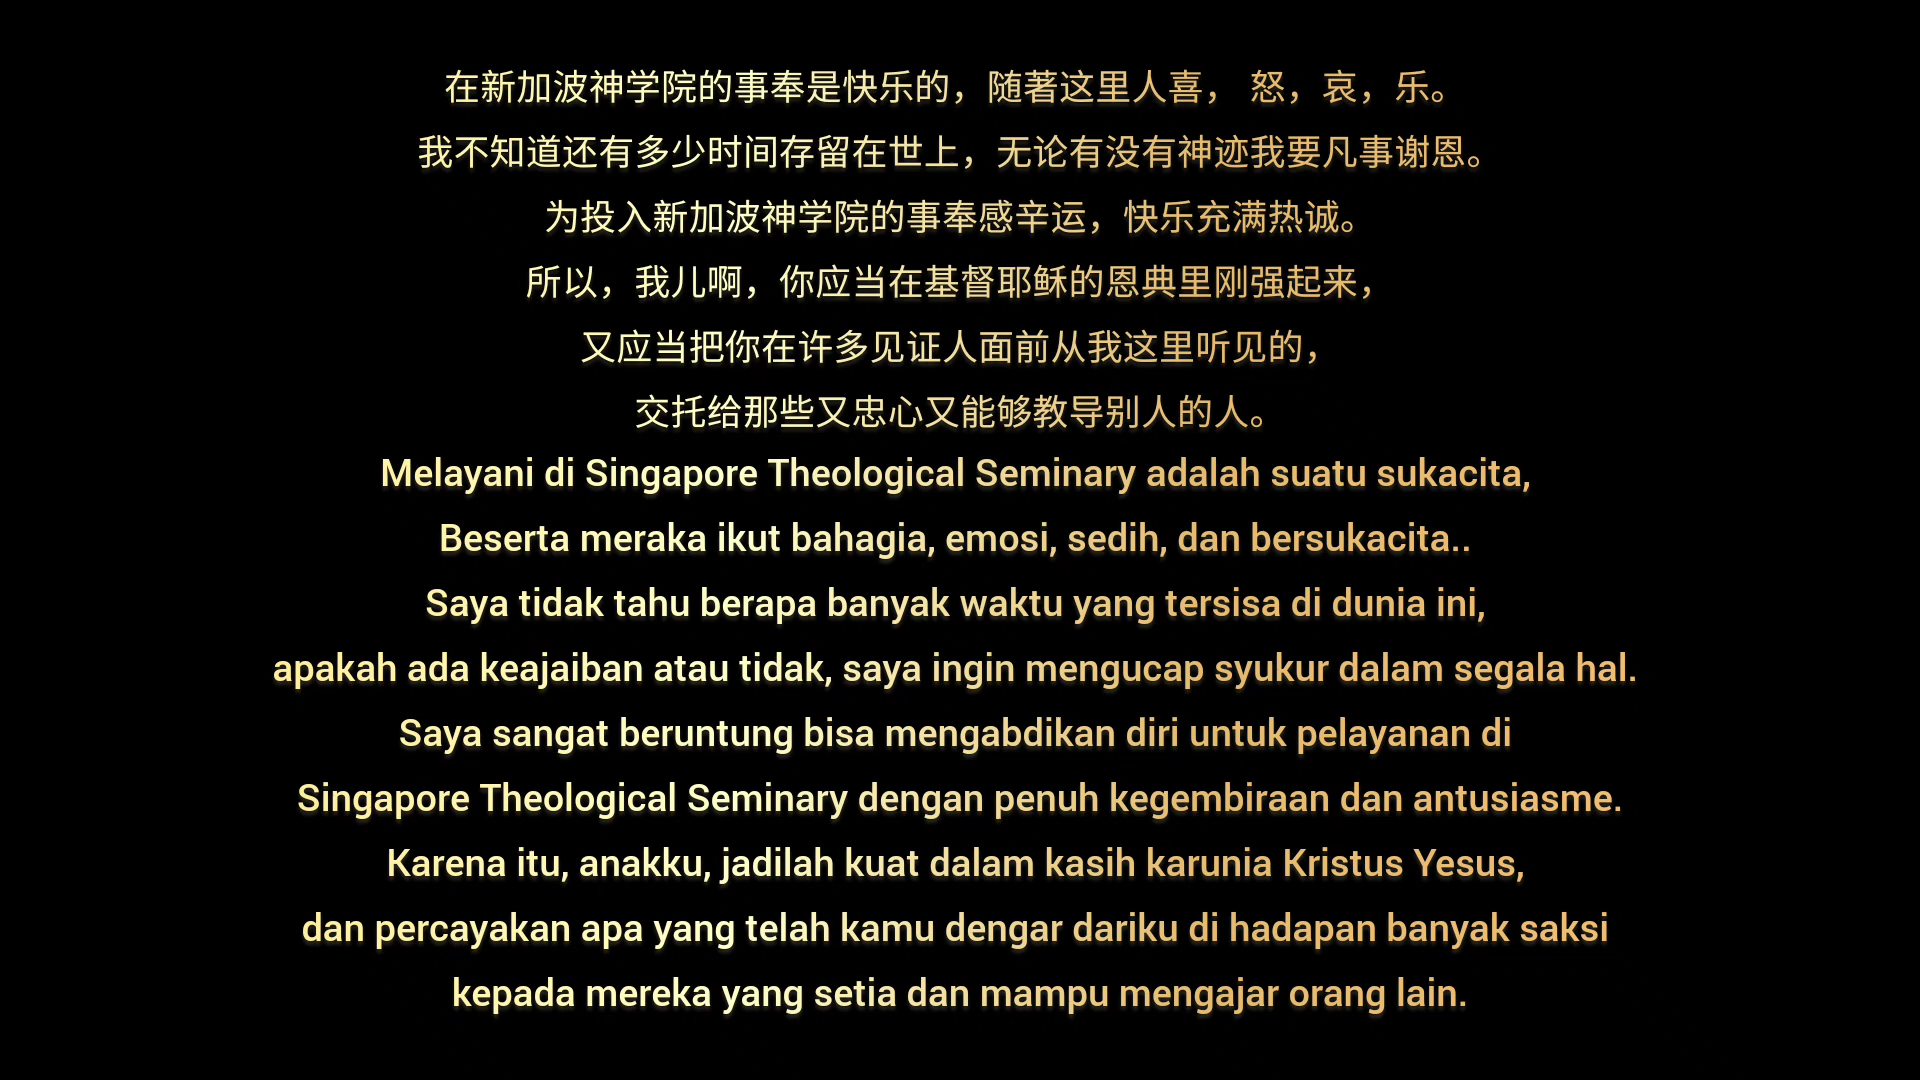 在新加波神学院的事奉是快乐的，随著这里人喜， 怒，哀，乐。
我不知道还有多少时间存留在世上，无论有没有神迹我要凡事谢恩。
为投入新加波神学院的事奉感辛运，快乐充满热诚。
所以，我儿啊，你应当在基督耶稣的恩典里刚强起来，
又应当把你在许多见证人面前从我这里听见的，
交托给那些又忠心又能够教导别人的人。
Melayani di Singapore Theological Seminary adalah suatu sukacita,
Beserta meraka ikut bahagia, emosi, sedih, dan bersukacita..
Saya tidak tahu berapa banyak waktu yang tersisa di dunia ini,
apakah ada keajaiban atau tidak, saya ingin mengucap syukur dalam segala hal.
Saya sangat beruntung bisa mengabdikan diri untuk pelayanan di
Singapore Theological Seminary dengan penuh kegembiraan dan antusiasme.
Karena itu, anakku, jadilah kuat dalam kasih karunia Kristus Yesus,
dan percayakan apa yang telah kamu dengar dariku di hadapan banyak saksi
kepada mereka yang setia dan mampu mengajar orang lain.